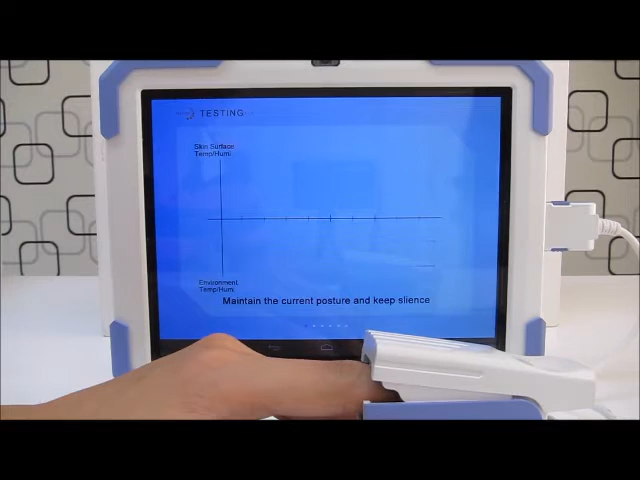 TESTING
Skin Surface
Temp/Humi
Environment
Temp/Humi
Maintain the current posture and keep slience